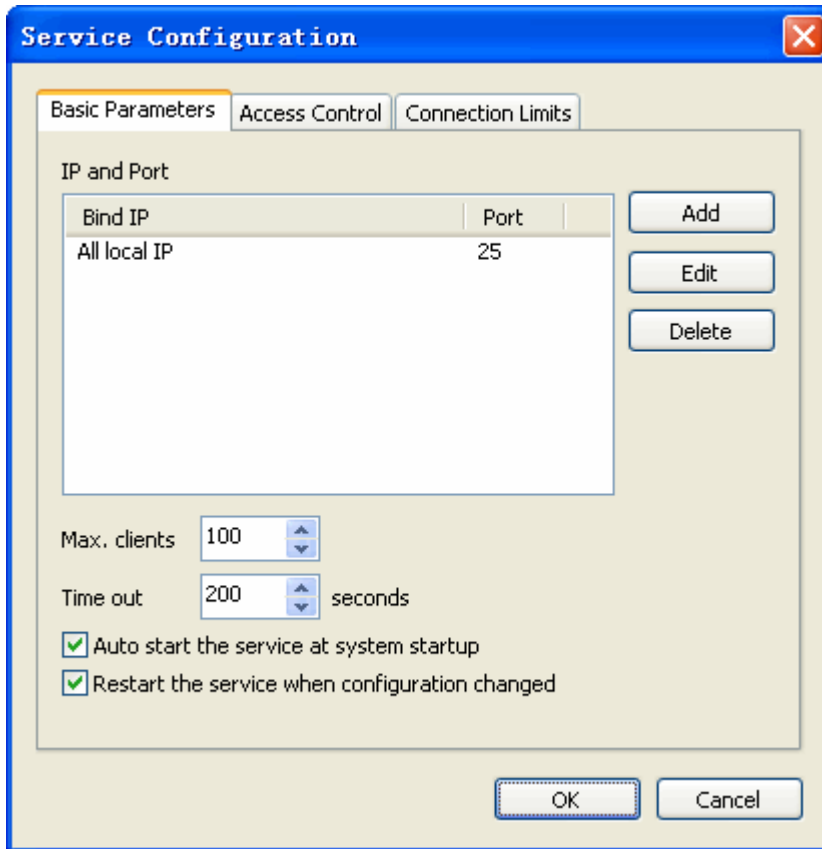 Service Configuration
Basic Parameters Access Control Connection Limits
IP and Port
Bind IP Port
All local IP 25
Add
Edit
Delete
Max. clients 100
Time out 200 seconds
Auto start the service at system startup
Restart the service when configuration changed
OK Cancel